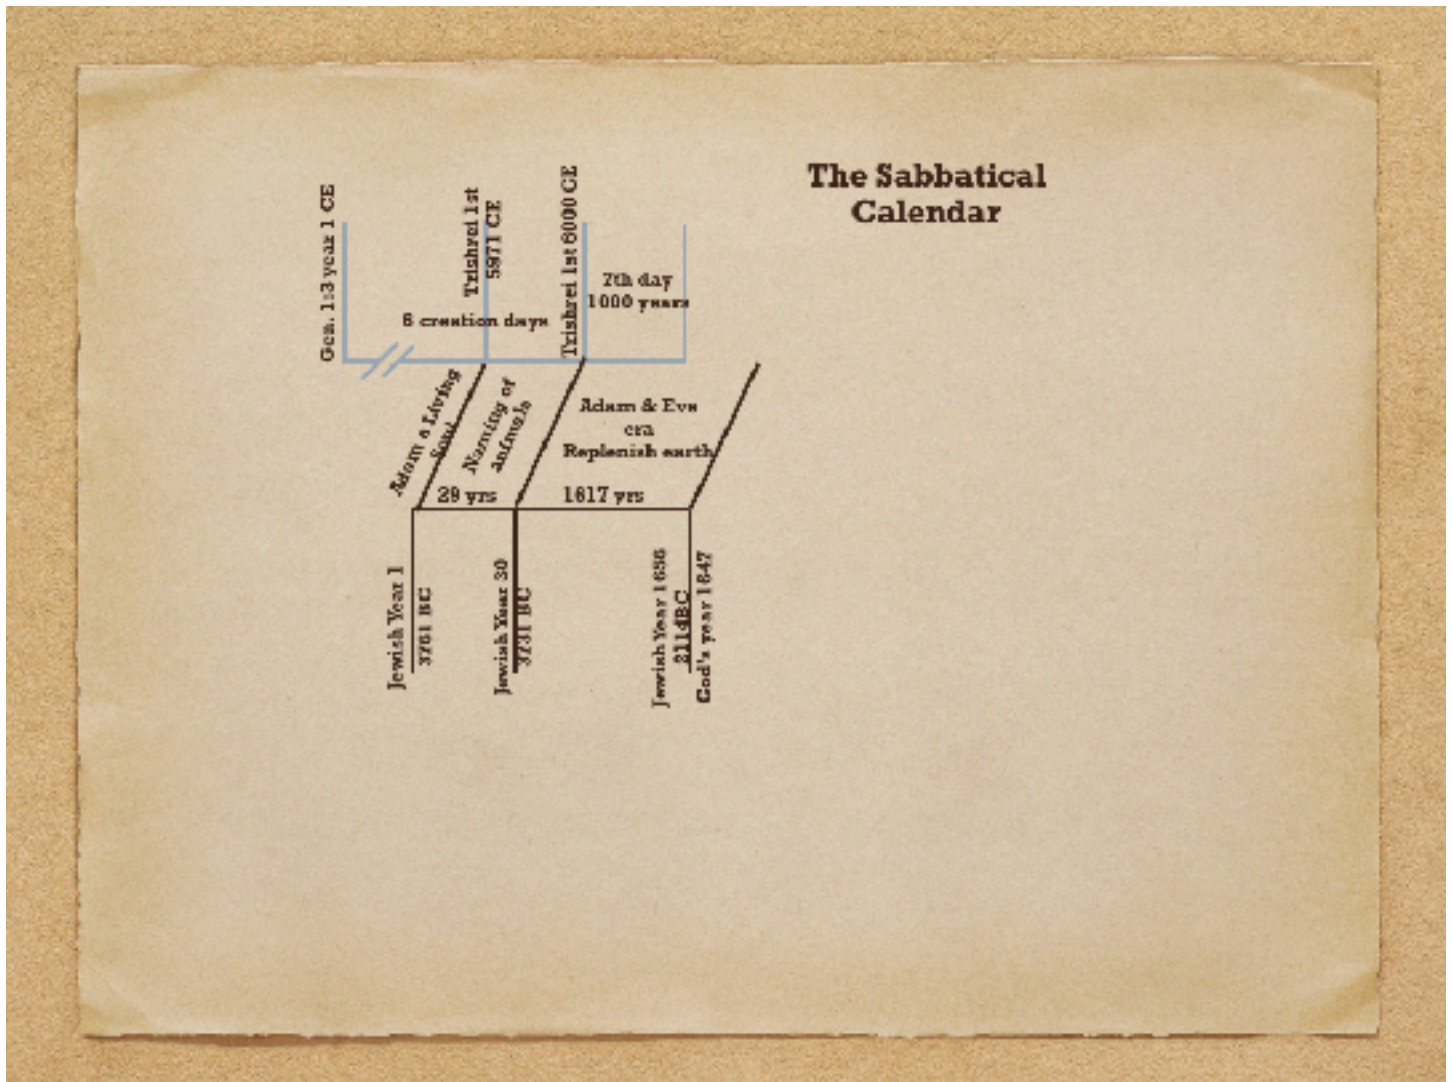 The Sabbatical
Calendar
Gen. 1:3 year 1 CE
Trishrei 1st
5971 CE
Trishrei 1st 6000 CE
7th day
1000 years
6 creation days
Adam a Living
Soul
Naming of
animals
Adam & Eve
era
Replenish earth
29 yrs
1617 yrs
Jewish Year 1
3761 BC
Jewish Year 30
3731 BC
Jewish Year 1656
2114BC
God's year 1647